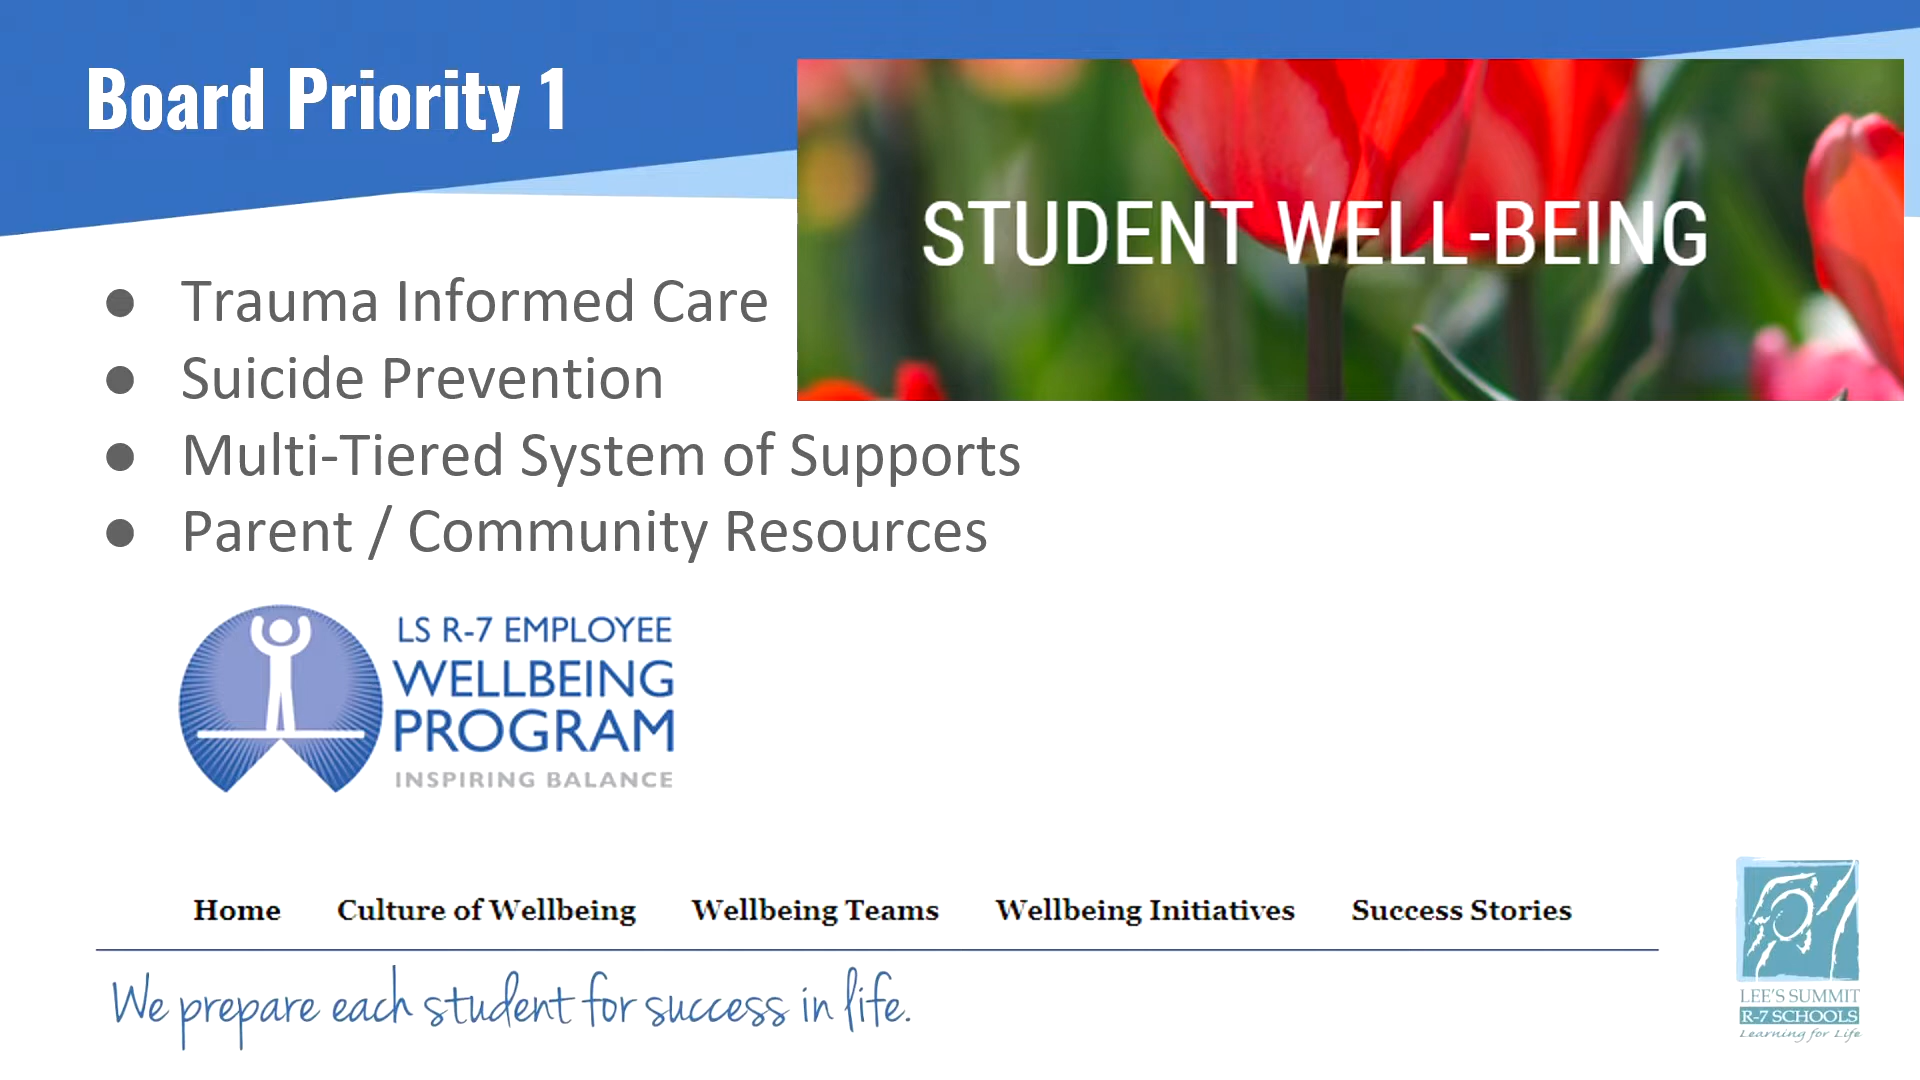 Board Priority 1
STUDENT WELL-BEING
● Trauma Informed Care
● Suicide Prevention
● Multi-Tiered System of Supports
● Parent / Community Resources
LS R-7 EMPLOYEE
WELLBEING
PROGRAM
INSPIRING BALANCE
Home Culture of Wellbeing Wellbeing Teams Wellbeing Initiatives Success Stories
We prepare each student for success in life.
LEE'S SUMMIT
R-7 SCHOOLS
Learning for Life